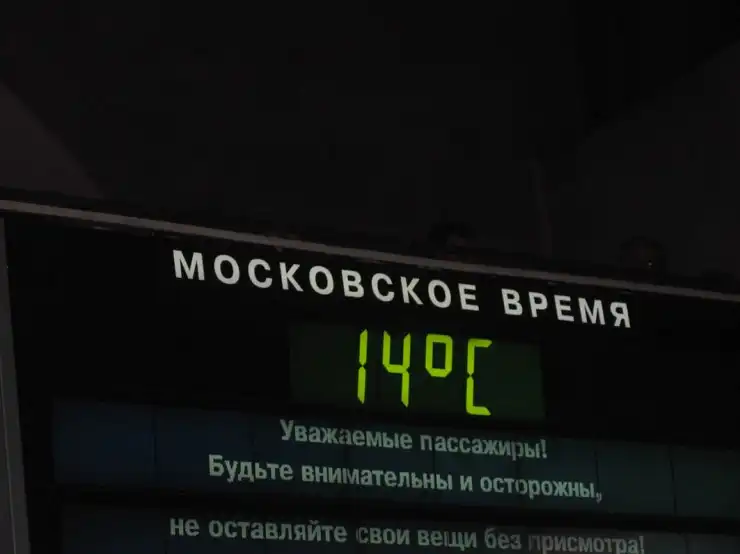 МОСКОВСКОЕ ВРЕМЯ
14°C
Уважаемые пассажиры!
Будьте внимательны и осторожны,
не оставляйте свои вещи без присмотра!